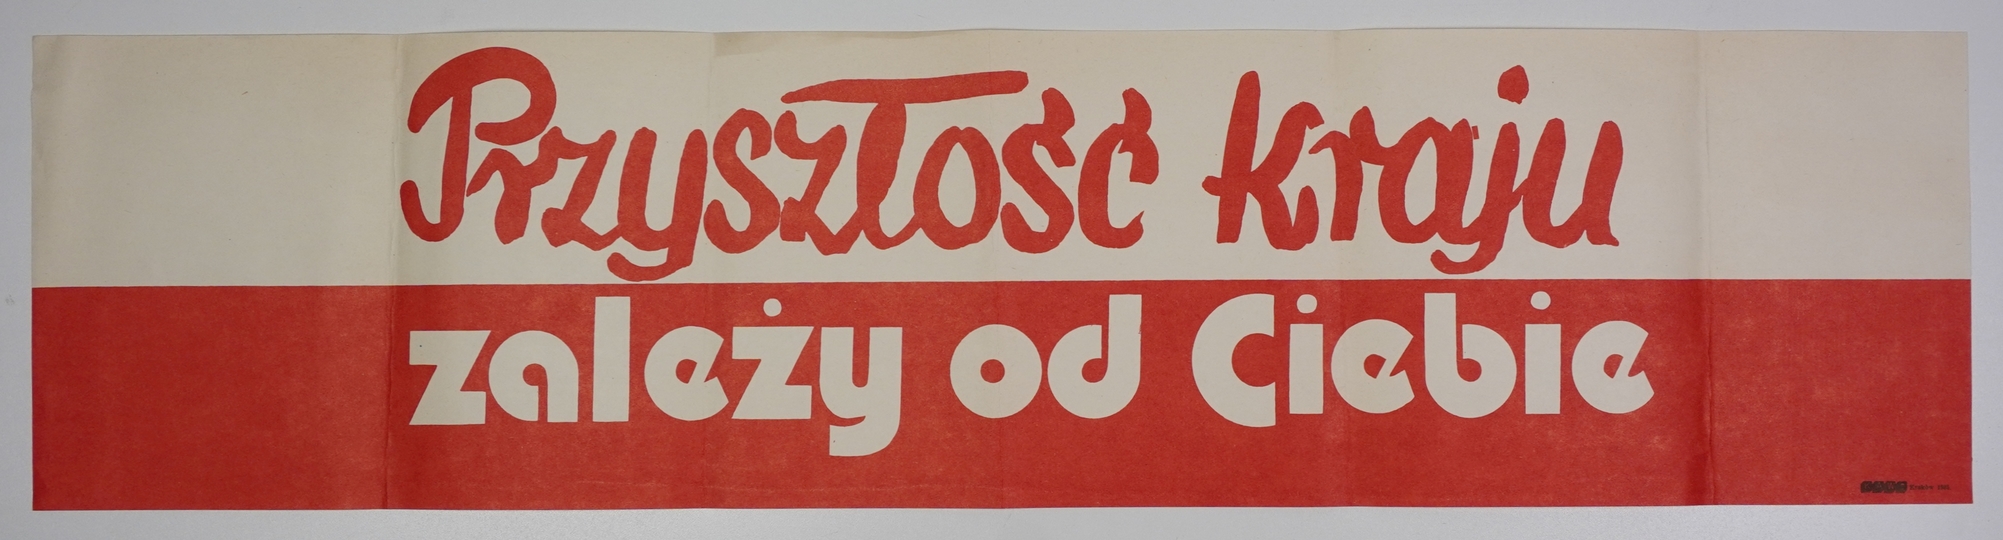 Przyszłość kraju
zależy od Ciebie